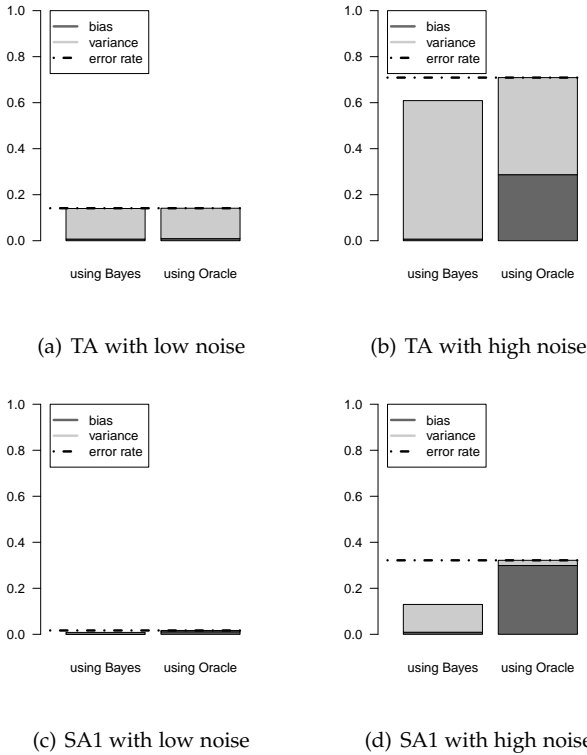 1.0
0.8
0.6
0.4
0.2
0.0
bias
variance
error rate
using Bayes using Oracle
(a) TA with low noise
1.0
0.8
0.6
0.4
0.2
0.0
bias
variance
error rate
using Bayes using Oracle
(b) TA with high noise
1.0
0.8
0.6
0.4
0.2
0.0
bias
variance
error rate
using Bayes using Oracle
(c) SA1 with low noise
1.0
0.8
0.6
0.4
0.2
0.0
bias
variance
error rate
using Bayes using Oracle
(d) SA1 with high noise